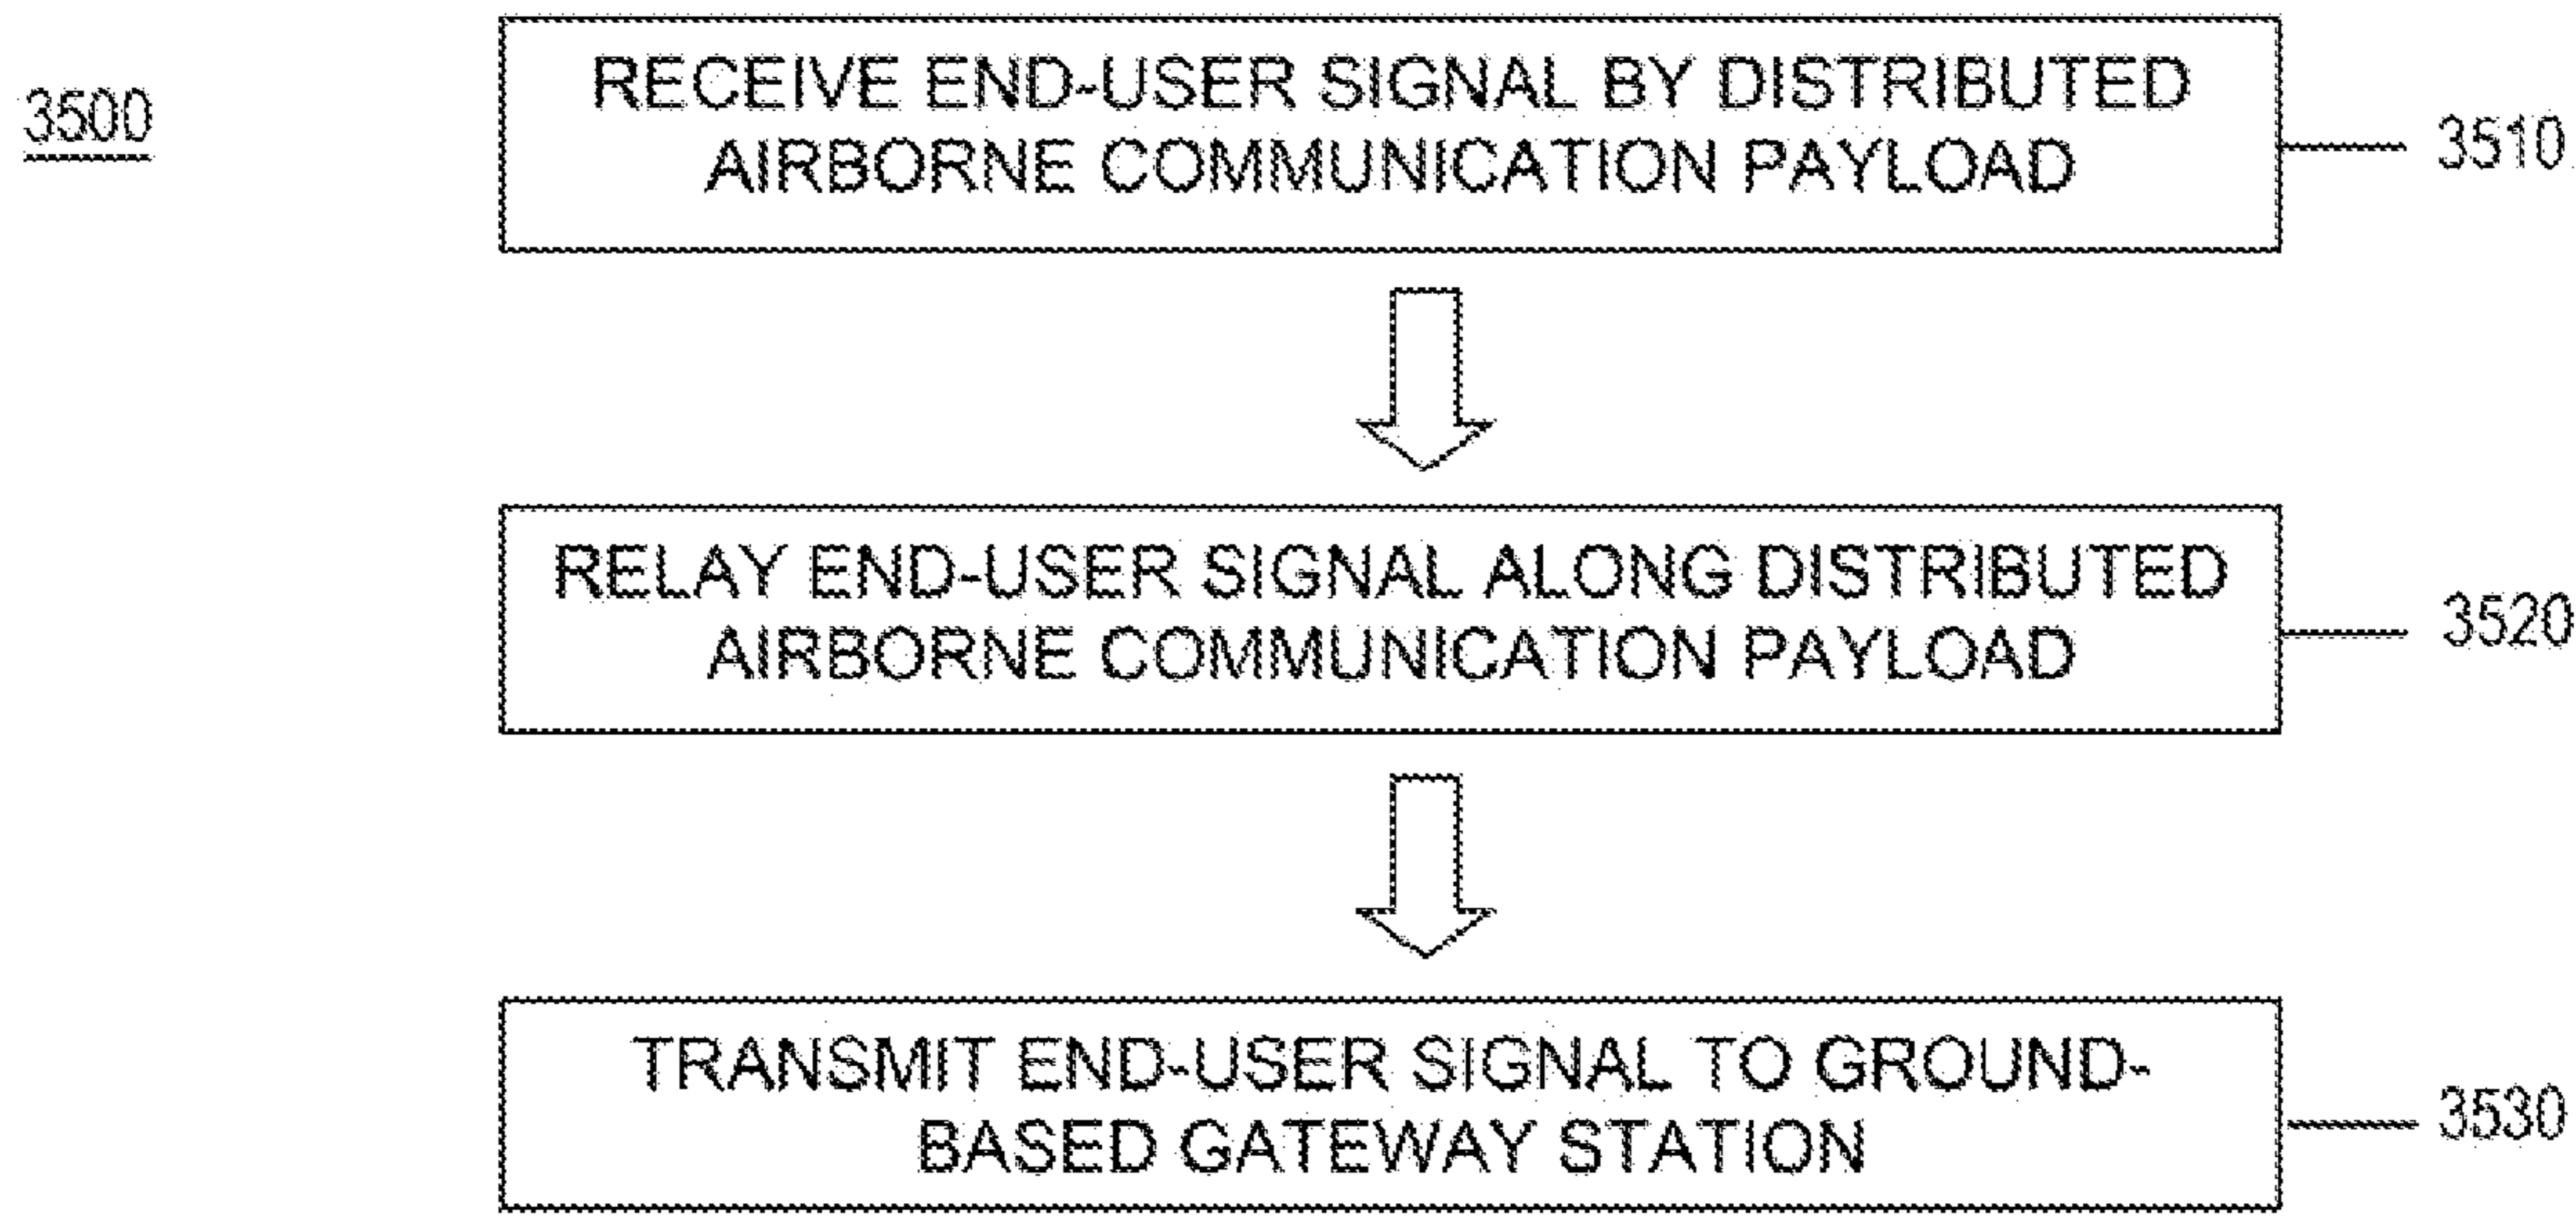 3500
RECEIVE END-USER SIGNAL BY DISTRIBUTED
AIRBORNE COMMUNICATION PAYLOAD
3510
RELAY END-USER SIGNAL ALONG DISTRIBUTED
AIRBORNE COMMUNICATION PAYLOAD
3520
TRANSMIT END-USER SIGNAL TO GROUND-
BASED GATEWAY STATION
3530